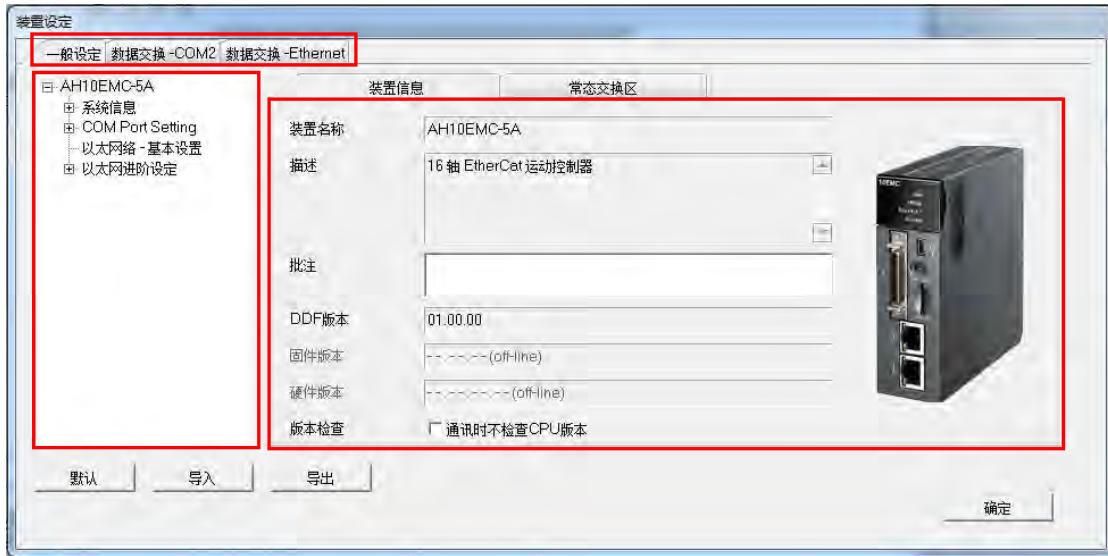 装置设定
一般设定 数据交换-COM2 数据交换-Ethernet
AH10EMC-5A
系统信息
COM Port Setting
以太网络-基本设置
以太网进阶设定
装置信息 常态交换区
装置名称 AH10EMC-5A
描述 16 轴 EtherCat 运动控制器
批注
DDF版本 01.00.00
固件版本 --.--.--(off-line)
硬件版本 (off-line)
版本检查 通讯时不检查CPU版本
10EMC
默认 导入 导出
确定